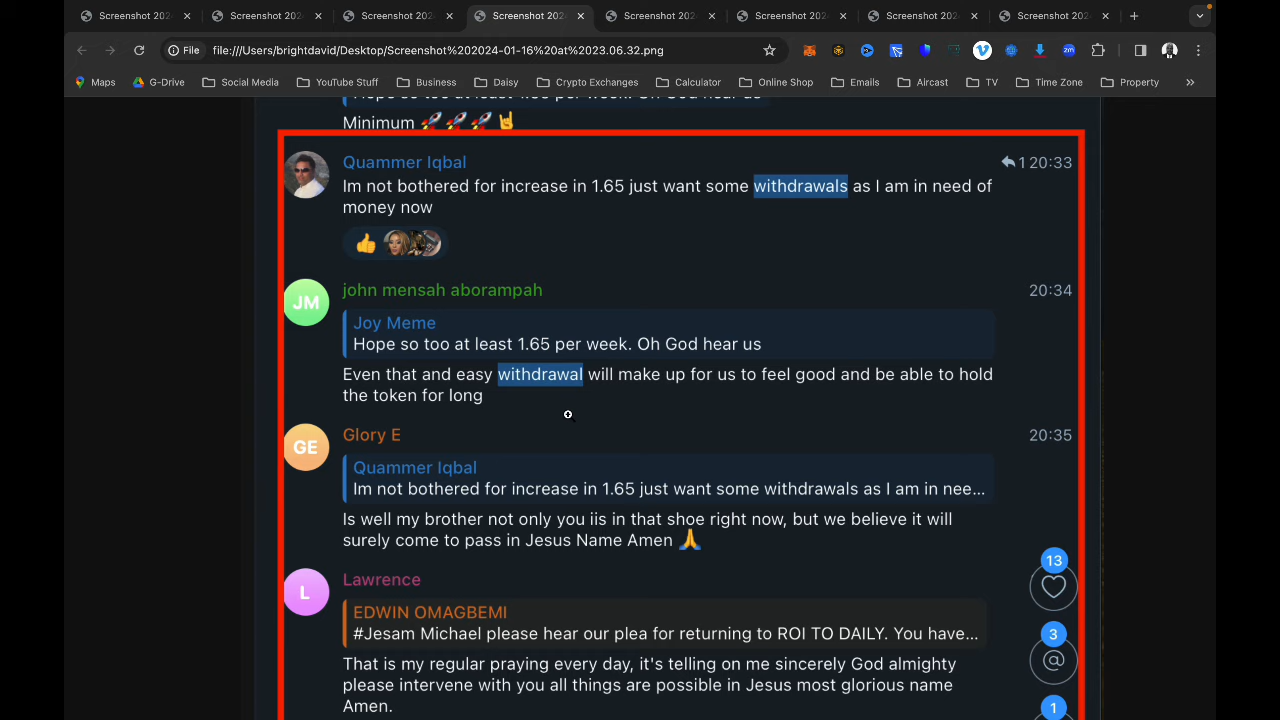 Screenshot 202
Screenshot 202
Screenshot 202
Screenshot 202
Screenshot 202
Screenshot 202
Screenshot 202
Screenshot 202
File file:///Users/brightdavid/Desktop/Screenshot%202024-01-16%20at%2023.06.32.png
Maps G-Drive Social Media YouTube Stuff Business Daisy Crypto Exchanges Calculator Online Shop Emails Aircast TV Time Zone Property
Minimum 🚀🚀🚀🤘
Quammer Iqbal 1 20:33
Im not bothered for increase in 1.65 just want some withdrawals as I am in need of
money now
👍
JM john mensah aborampah 20:34
Joy Meme
Hope so too at least 1.65 per week. Oh God hear us
Even that and easy withdrawal will make up for us to feel good and be able to hold
the token for long
GE Glory E 20:35
Quammer Iqbal
Im not bothered for increase in 1.65 just want some withdrawals as I am in nee...
Is well my brother not only you iis in that shoe right now, but we believe it will
surely come to pass in Jesus Name Amen 🙏
13
L Lawrence
EDWIN OMAGBEMI
#Jesam Michael please hear our plea for returning to ROI TO DAILY. You have...
3
@
That is my regular praying every day, it's telling on me sincerely God almighty
please intervene with you all things are possible in Jesus most glorious name
Amen.
1